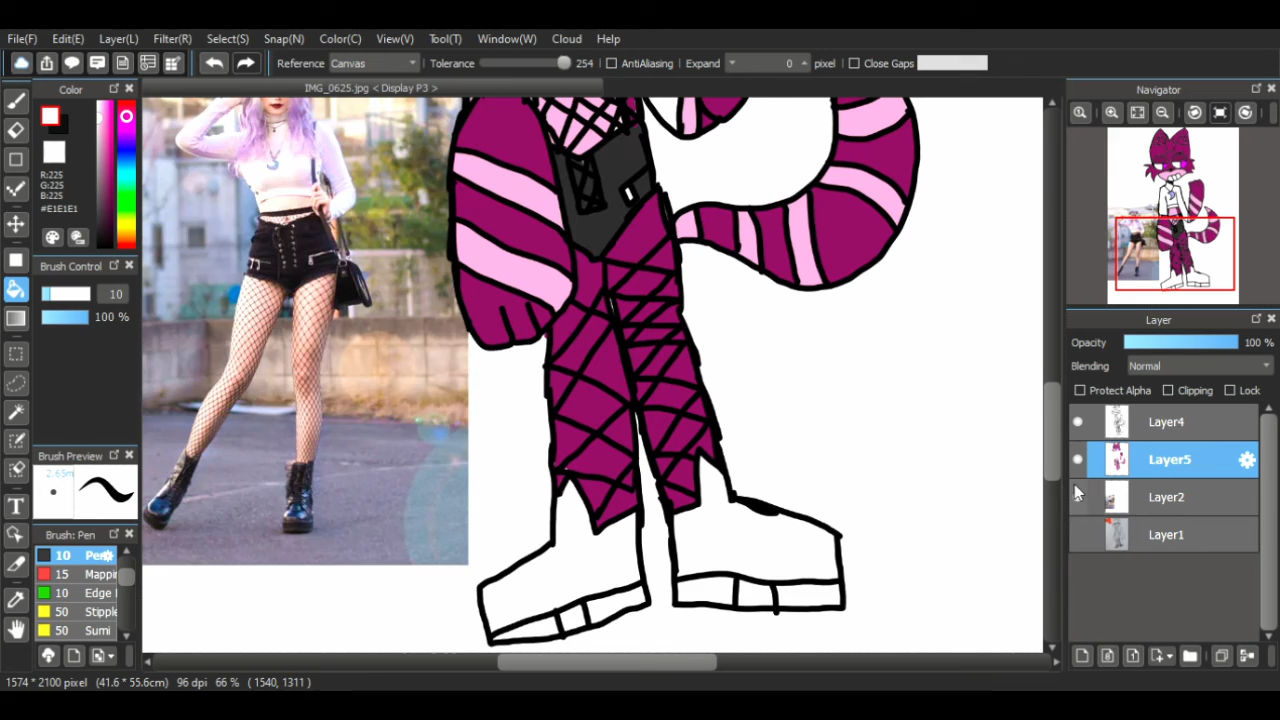 File(F) Edit(E) Layer(L) Filter(R) Select(S) Snap(N) Color(C) View(V) Tool(T) Window(W) Cloud Help
Reference Canvas Tolerance 254 AntiAliasing Expand 0 pixel Close Gaps
Color
IMG_0625.jpg < Display P3 >
Navigator
R:225
G:225
B:225
#E1E1E1
Brush Control
10
100 %
Layer
Opacity 100 %
Blending Normal
Protect Alpha Clipping Lock
Layer4
Layer5
Layer2
Layer1
Brush Preview
Brush: Pen
10 Pen
15 Mappin
10 Edge
50 Stipple
50 Sumi
1574 * 2100 pixel (41.6 * 55.6cm) 96 dpi 66 % ( 1540, 1311 )